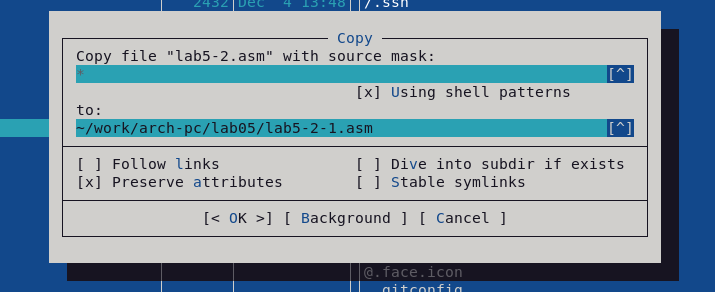 2432 Dec  4 13:48 /.ssh
Copy
Copy file "lab5-2.asm" with source mask:
* [^]
[x] Using shell patterns
to:
~/work/arch-pc/lab05/lab5-2-1.asm [^]
[ ] Follow links [ ] Dive into subdir if exists
[x] Preserve attributes [ ] Stable symlinks
[< OK >] [ Background ] [ Cancel ]
@.face.icon
.gitconfig